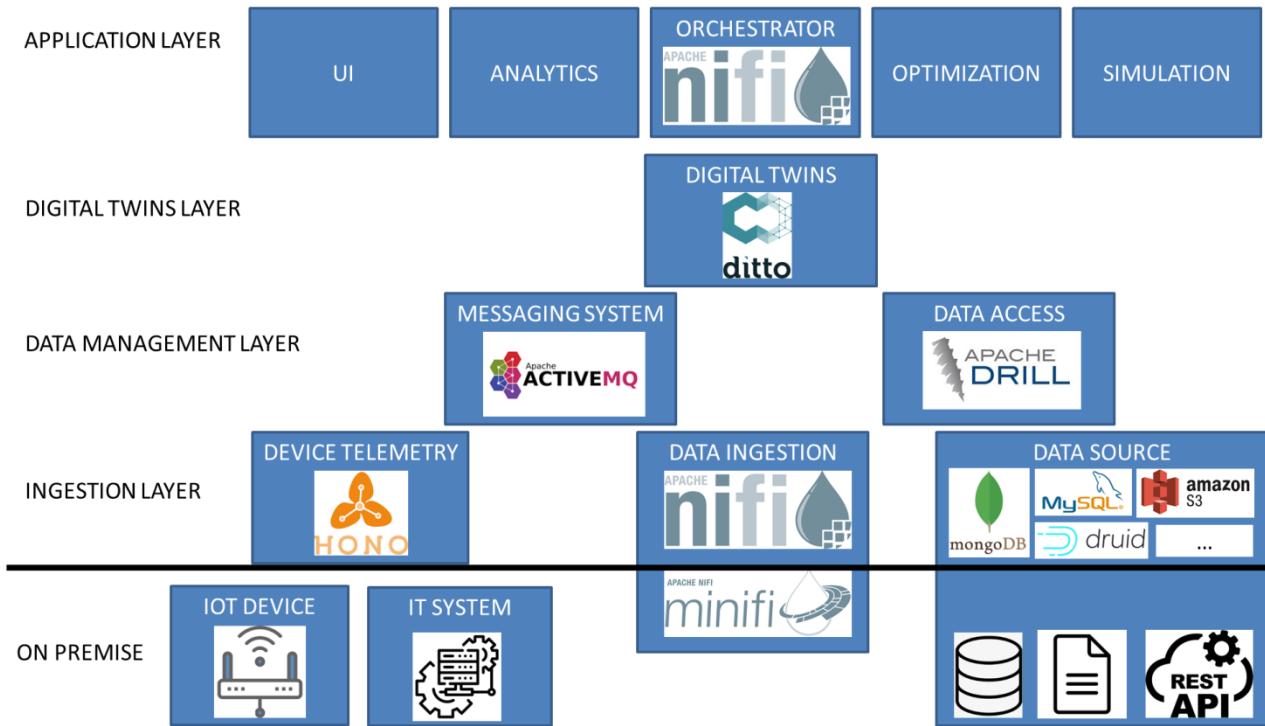 APPLICATION LAYER
UI
ANALYTICS
ORCHESTRATOR
APACHE
nifi
OPTIMIZATION
SIMULATION
DIGITAL TWINS LAYER
DIGITAL TWINS
ditto
DATA MANAGEMENT LAYER
MESSAGING SYSTEM
Apache
ACTIVEMQ
DATA ACCESS
APACHE
DRILL
INGESTION LAYER
DEVICE TELEMETRY
HONO
DATA INGESTION
APACHE
nifi
DATA SOURCE
mongoDB
MySQL®
amazon
S3
druid
...
ON PREMISE
IOT DEVICE
IT SYSTEM
APACHE NIFI
minifi
REST
API